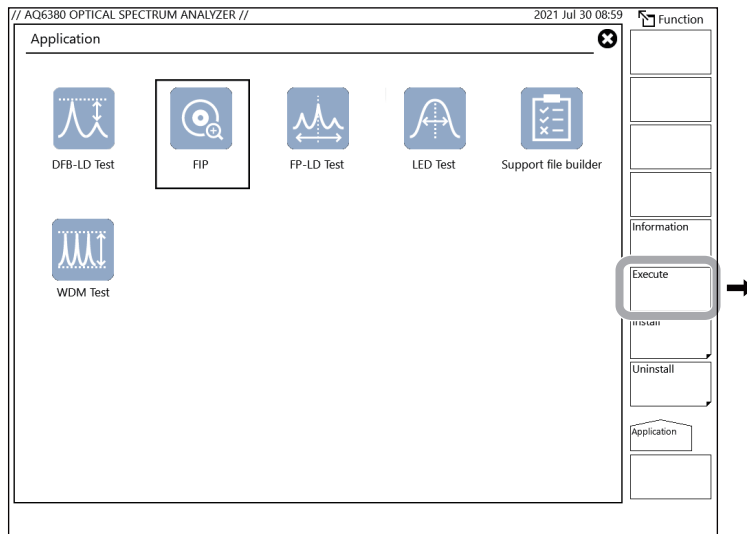 // AQ6380 OPTICAL SPECTRUM ANALYZER // 2021 Jul 30 08:59
Function
Application
DFB-LD Test FIP FP-LD Test LED Test Support file builder
WDM Test
Information
Execute
Install
Uninstall
Application